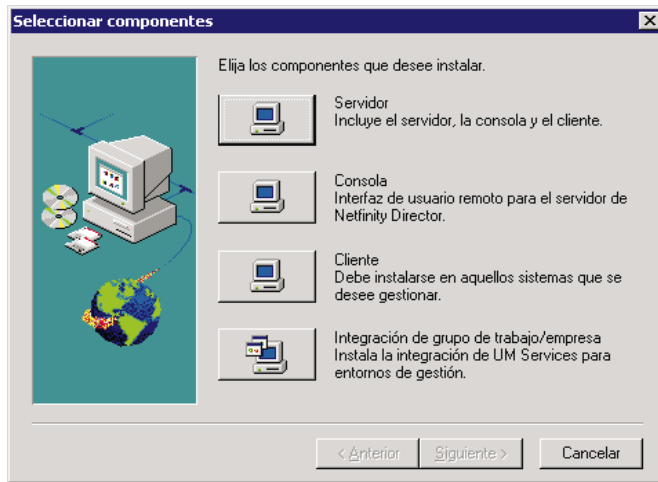 Seleccionar componentes
Elija los componentes que desee instalar.
Servidor
Incluye el servidor, la consola y el cliente.
Consola
Interfaz de usuario remoto para el servidor de
Netfinity Director.
Cliente
Debe instalarse en aquellos sistemas que se
desee gestionar.
Integración de grupo de trabajo/empresa
Instala la integración de UM Services para
entornos de gestión.
< Anterior
Siguiente >
Cancelar